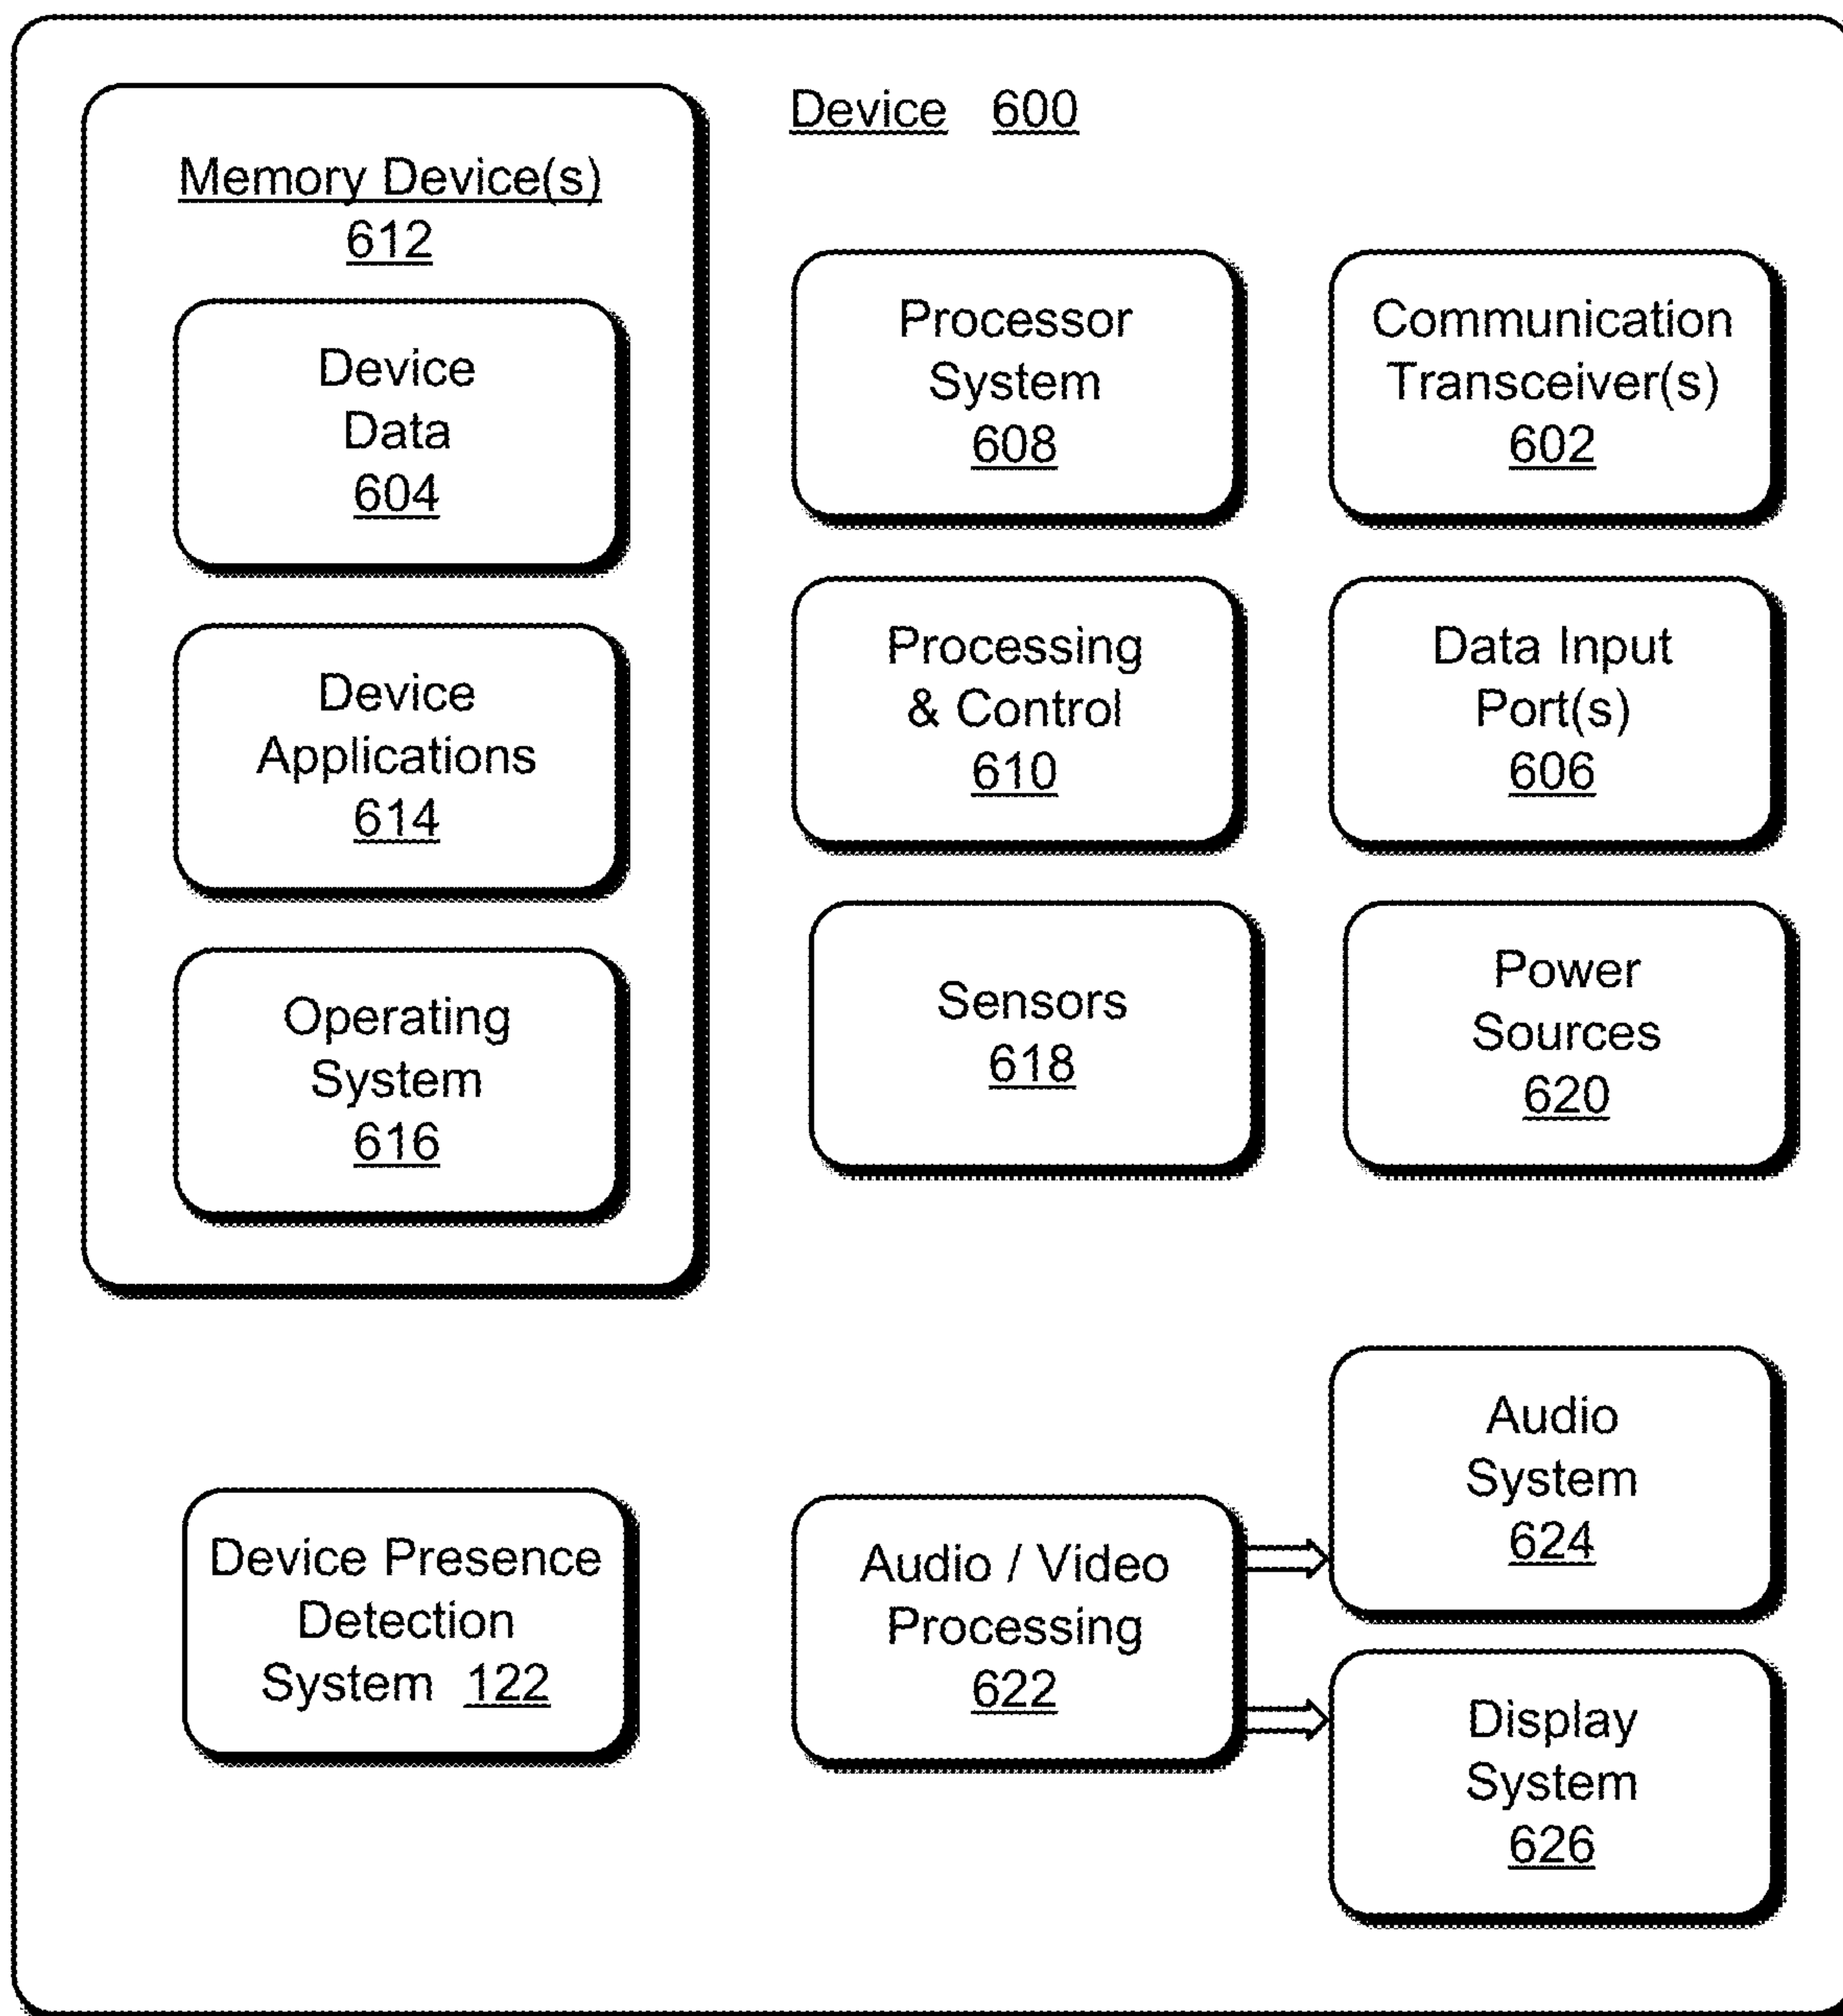 Device 600
Memory Device(s)
612
Device
Data
604
Device
Applications
614
Operating
System
616
Processor
System
608
Communication
Transceiver(s)
602
Processing
& Control
610
Data Input
Port(s)
606
Sensors
618
Power
Sources
620
Device Presence
Detection
System 122
Audio / Video
Processing
622
Audio
System
624
Display
System
626